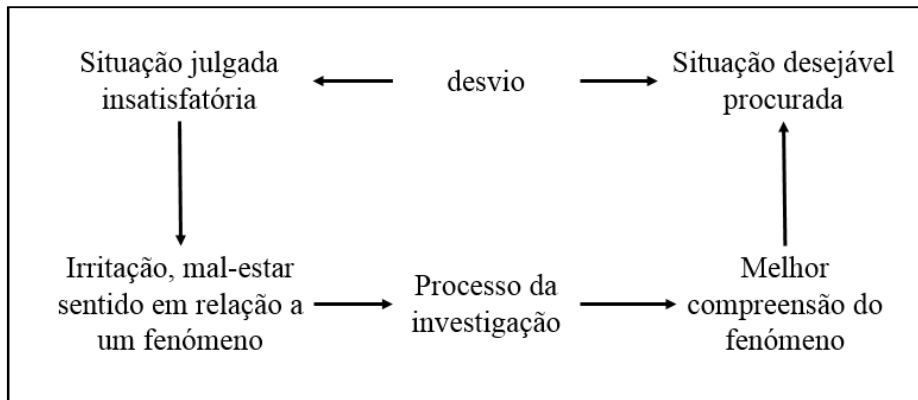 Situação julgada
insatisfatória
desvio
Situação desejável
procurada
Irritação, mal-estar
sentido em relação a
um fenómeno
Processo da
investigação
Melhor
compreensão do
fenómeno